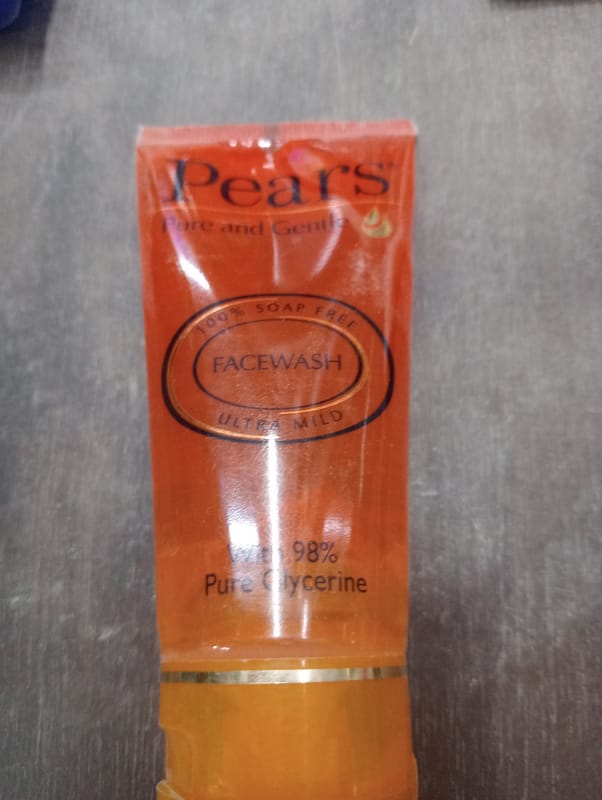 Pears
Pure and Gentle
100% SOAP FREE
FACEWASH
ULTRA MILD
With 98%
Pure Glycerine